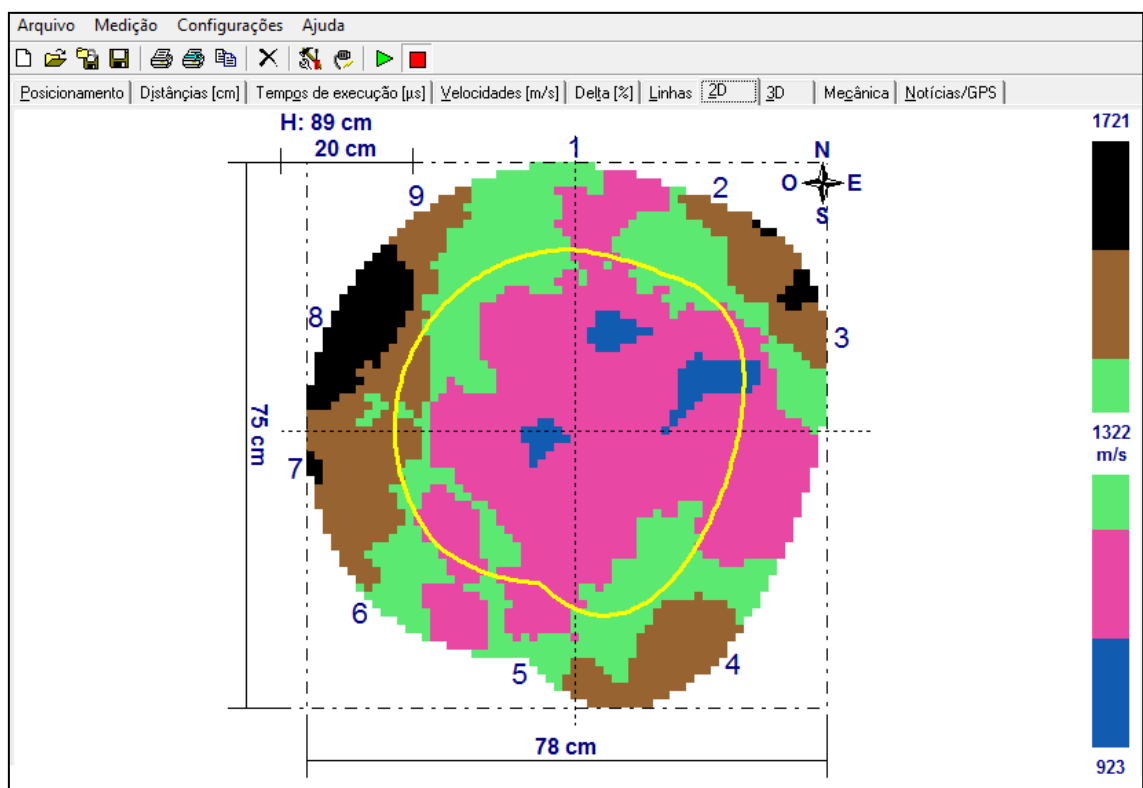 Arquivo Medição Configurações Ajuda
Posicionamento Distânçias [cm] Tempos de execução [µs] Velocidades [m/s] Delta [%] Linhas 2D 3D Mecânica Notícias/GPS
H: 89 cm
20 cm
1
2
3
4
5
6
7
8
9
N
O E
S
75 cm
78 cm
1721
1322
m/s
923